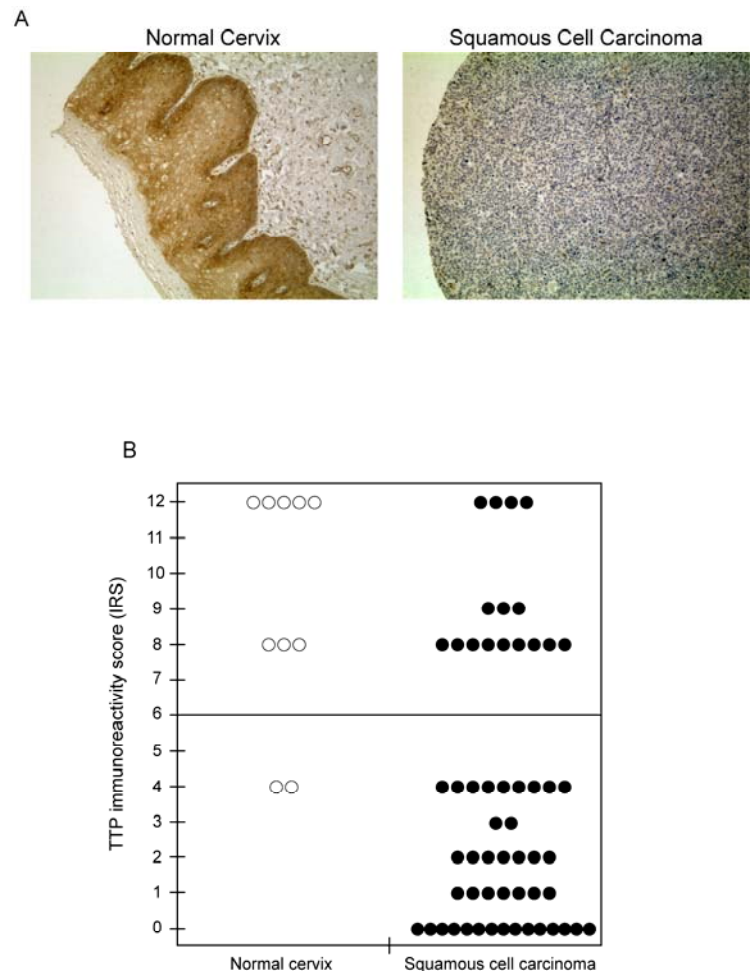 A
Normal Cervix
Squamous Cell Carcinoma
B
TTP immunoreactivity score (IRS)
12
11
10
9
8
7
6
5
4
3
2
1
0
Normal cervix
Squamous cell carcinoma